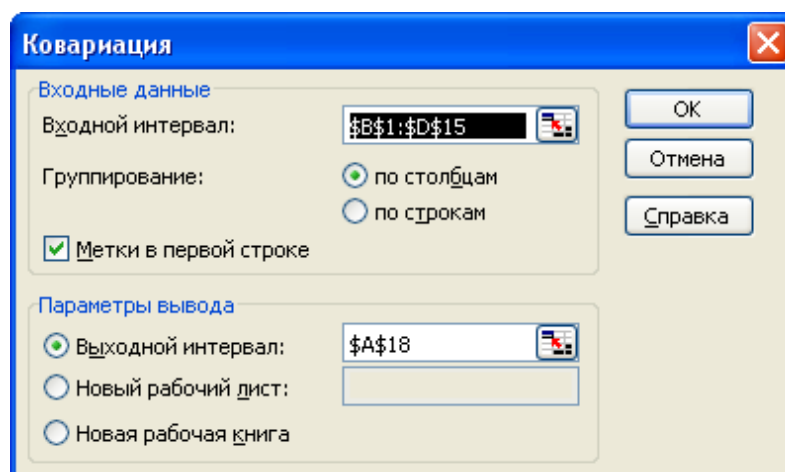 Ковариация
Входные данные
Входной интервал: $B$1:$D$15
Группирование: по столбцам
по строкам
Метки в первой строке
OK
Отмена
Справка
Параметры вывода
Выходной интервал: $A$18
Новый рабочий лист:
Новая рабочая книга